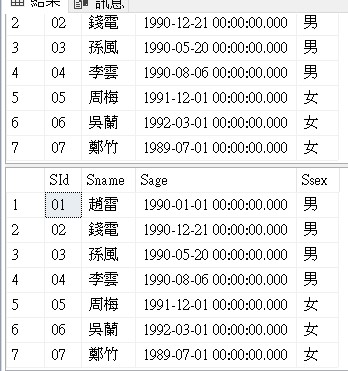 結果 訊息
2 02 錢電 1990-12-21 00:00:00.000 男
3 03 孫風 1990-05-20 00:00:00.000 男
4 04 李雲 1990-08-06 00:00:00.000 男
5 05 周梅 1991-12-01 00:00:00.000 女
6 06 吳蘭 1992-03-01 00:00:00.000 女
7 07 鄭竹 1989-07-01 00:00:00.000 女
SId Sname Sage Ssex
1 01 趙雷 1990-01-01 00:00:00.000 男
2 02 錢電 1990-12-21 00:00:00.000 男
3 03 孫風 1990-05-20 00:00:00.000 男
4 04 李雲 1990-08-06 00:00:00.000 男
5 05 周梅 1991-12-01 00:00:00.000 女
6 06 吳蘭 1992-03-01 00:00:00.000 女
7 07 鄭竹 1989-07-01 00:00:00.000 女